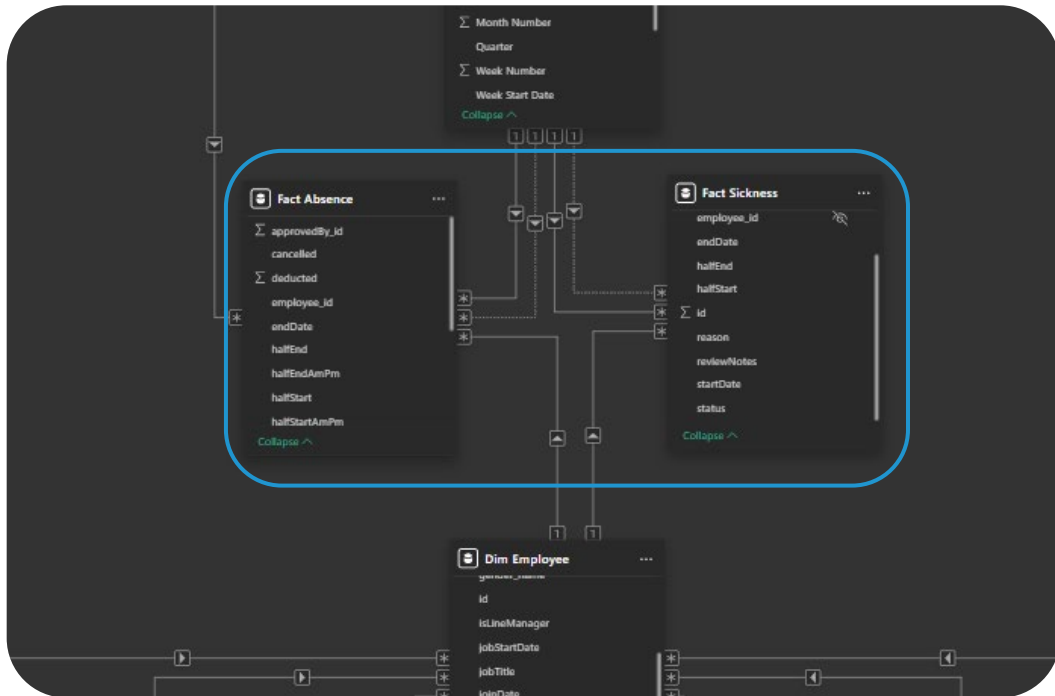 Month Number
Quarter
Week Number
Week Start Date
Collapse
1 1 1 1
Fact Absence
approvedBy_id
cancelled
deducted
employee_id
endDate
halfEnd
halfEndAmPm
halfStart
halfStartAmPm
Collapse
Fact Sickness
employee_id
endDate
halfEnd
halfStart
id
reason
reviewNotes
startDate
status
Collapse
1 1
Dim Employee
gender_name
id
isLineManager
jobStartDate
jobTitle
joinDate